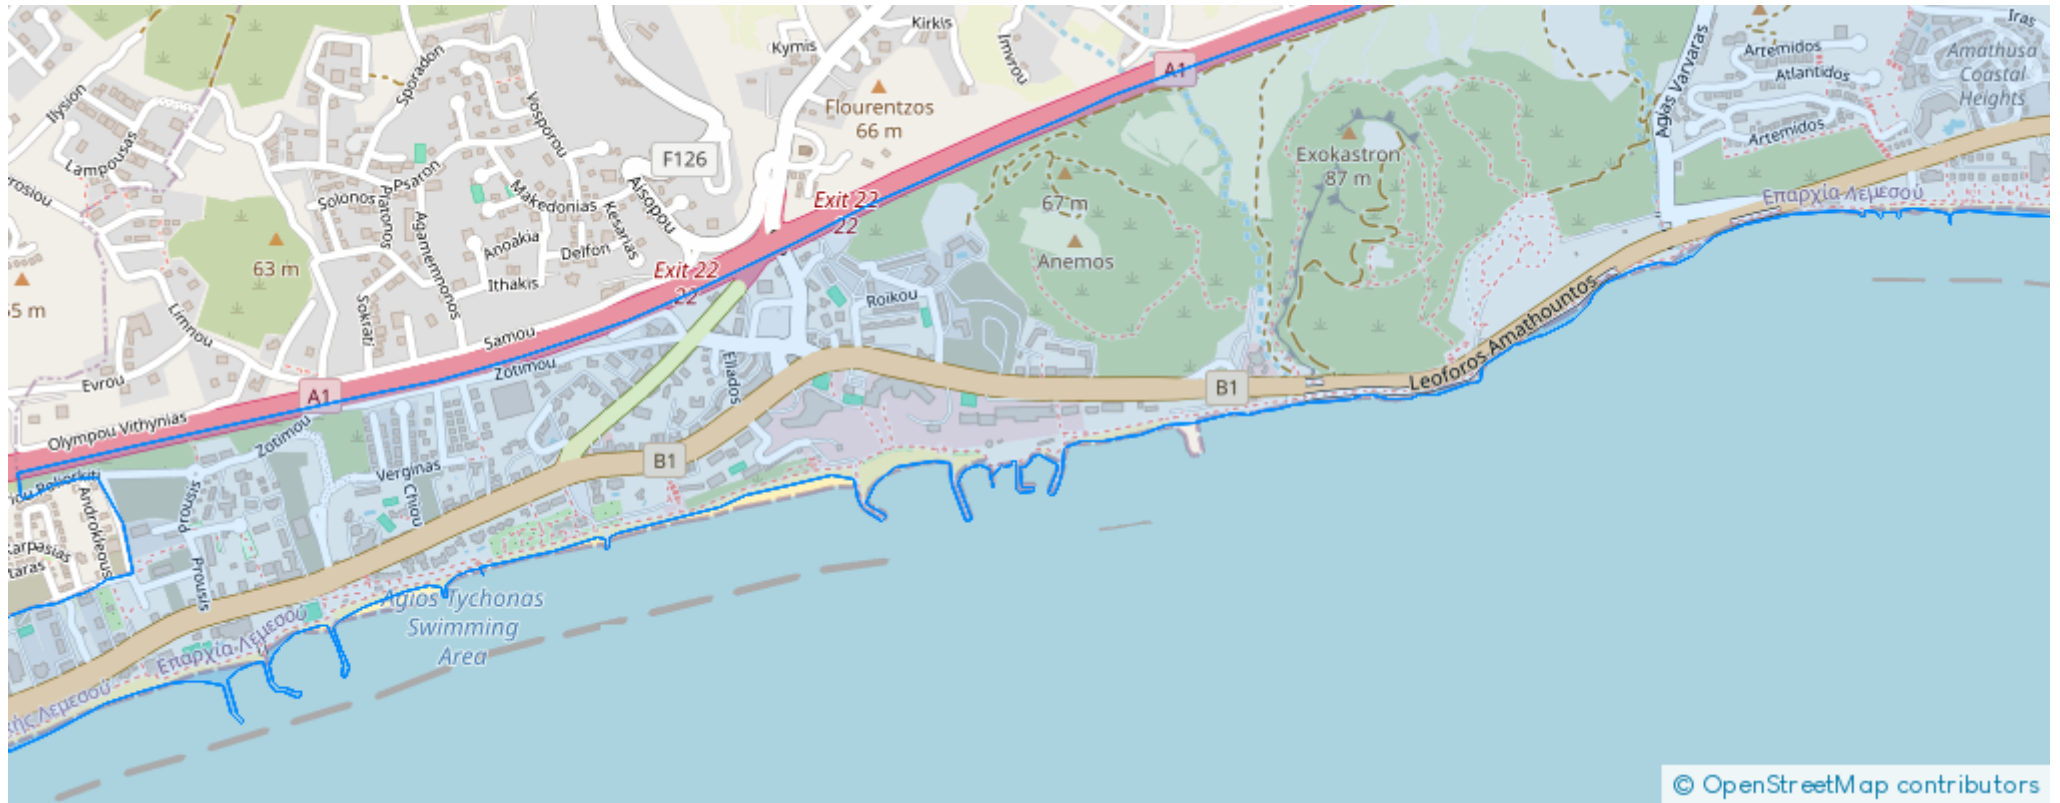 Kirkis
Kymis
Imvrou
Iras
Artemidos
Atlantidos
Amathusa
Coastal
Heights
Artemidos
Agias Varvaras
A1
Sporadon
Ilysion
Vosporou
Flourentzos
66 m
Lampousas
F126
Exokastron
87 m
Psaron
Makedonias
Aisopou
Kesarias
Solonos
Platonos
Agamemnonos
Anoakia
Delfon
Ithakis
Exit 22
22
67 m
Anemos
Επαρχία Λεμεσού
63 m
55 m
Exit 22
22
Sokrati
Limnou
Roikou
Samou
Zotimou
Ellados
Evrou
A1
B1
Leoforos Amathountos
Olympou Vithynias
Zotimou
Verginas
Chiou
B1
Androkleous
Prousis
Karpasias
Prousis
Agios Tychonas
Swimming
Area
Επαρχία Λεμεσού
Λεμεσού
© OpenStreetMap contributors